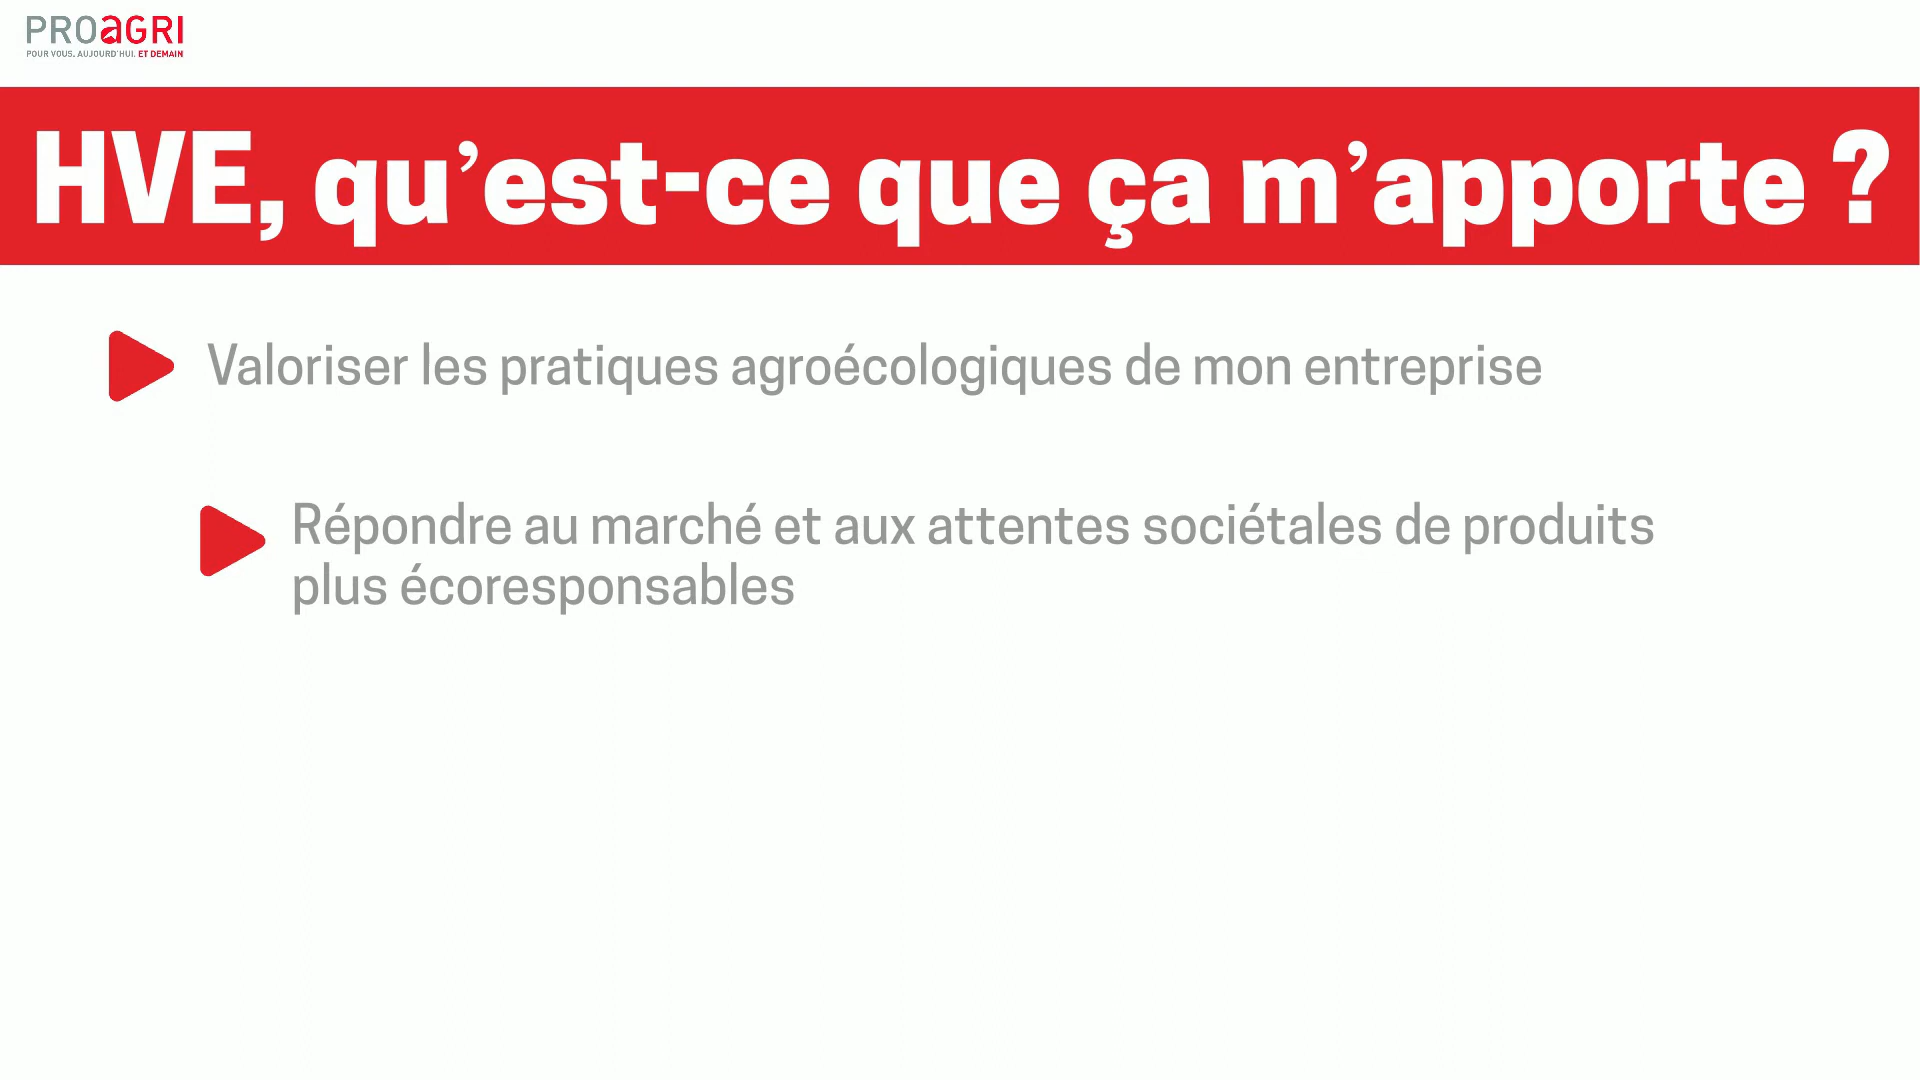 PROAGRI
POUR VOUS, AUJOURD'HUI, ET DEMAIN
HVE, qu’est-ce que ça m’apporte ?
Valoriser les pratiques agroécologiques de mon entreprise
Répondre au marché et aux attentes sociétales de produits
plus écoresponsables